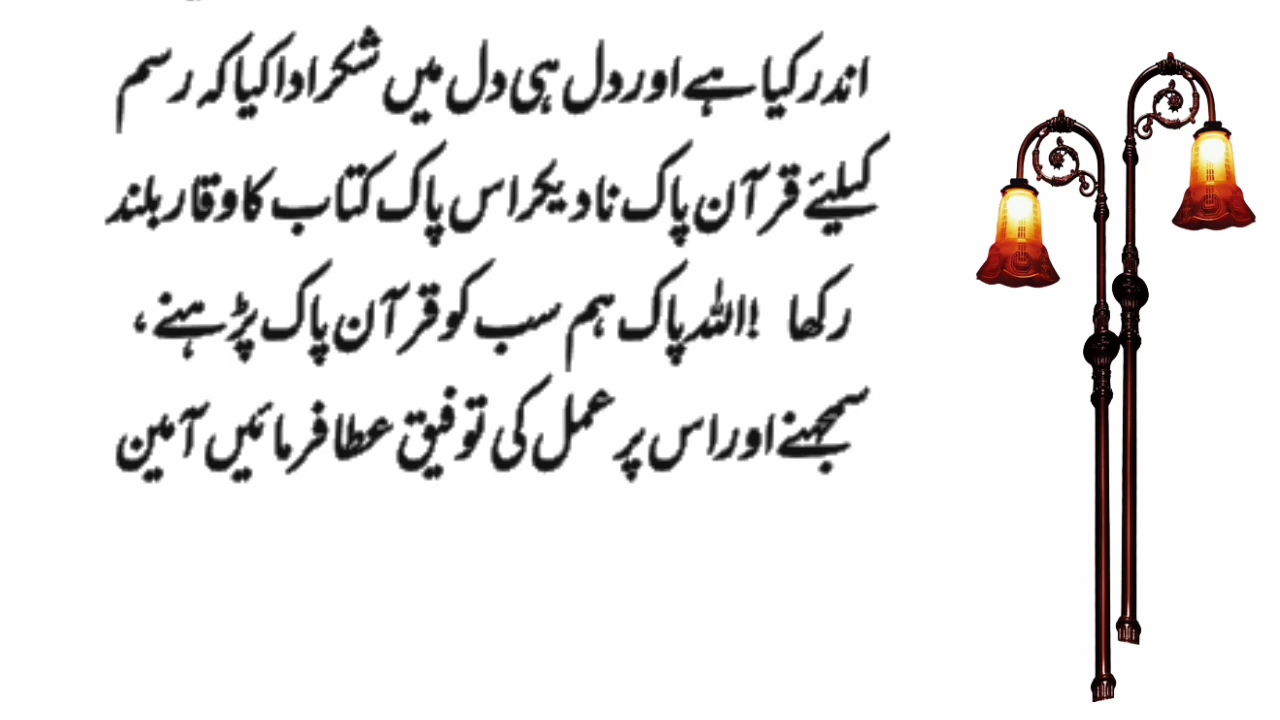 اندر کیا ہے اور دل ہی دل میں شکر ادا کیا کہ رسم
کیلئے قرآن پاک نا دیکر اس پاک کتاب کا وقار بلند
رکھا !اللہ پاک ہم سب کو قرآن پاک پڑہنے ،
سمجھنے اور اس پر عمل کی توفیق عطا فرمائیں آمین